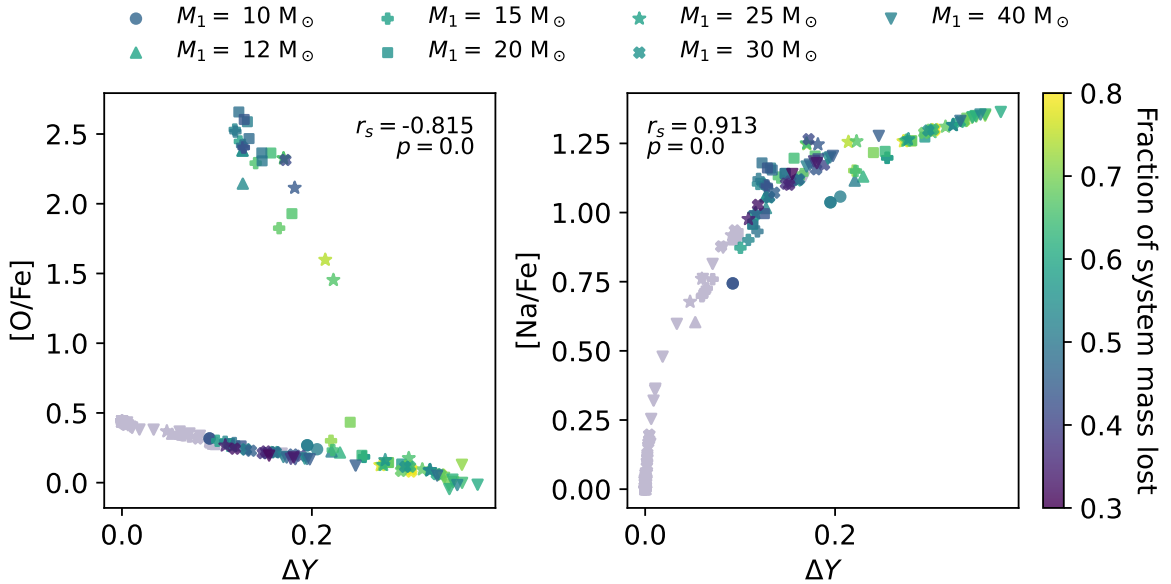 M₁ = 10 M⊙ M₁ = 15 M⊙ M₁ = 25 M⊙ M₁ = 40 M⊙
M₁ = 12 M⊙ M₁ = 20 M⊙ M₁ = 30 M⊙
rₛ = -0.815
p = 0.0
2.5
2.0
1.5
1.0
0.5
0.0
[O/Fe]
0.0 0.2
ΔY
rₛ = 0.913
p = 0.0
1.25
1.00
0.75
0.50
0.25
0.00
[Na/Fe]
0.0 0.2
ΔY
0.8
0.7
0.6
0.5
0.4
0.3
Fraction of system mass lost